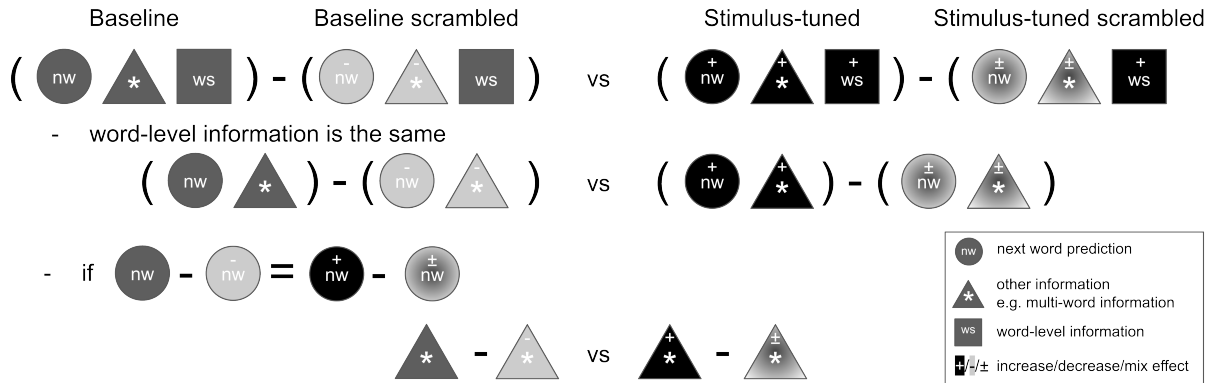 Baseline Baseline scrambled Stimulus-tuned Stimulus-tuned scrambled
( nw * ws ) - ( - nw - * ws ) vs ( + nw + * + ws ) - ( ± nw ± * + ws )
- word-level information is the same
( nw * ) - ( - nw - * ) vs ( + nw + * ) - ( ± nw ± * )
- if nw - - nw = + nw - ± nw
* - - * vs + * - ± *
nw next word prediction
* other information
e.g. multi-word information
ws word-level information
+/-/± increase/decrease/mix effect